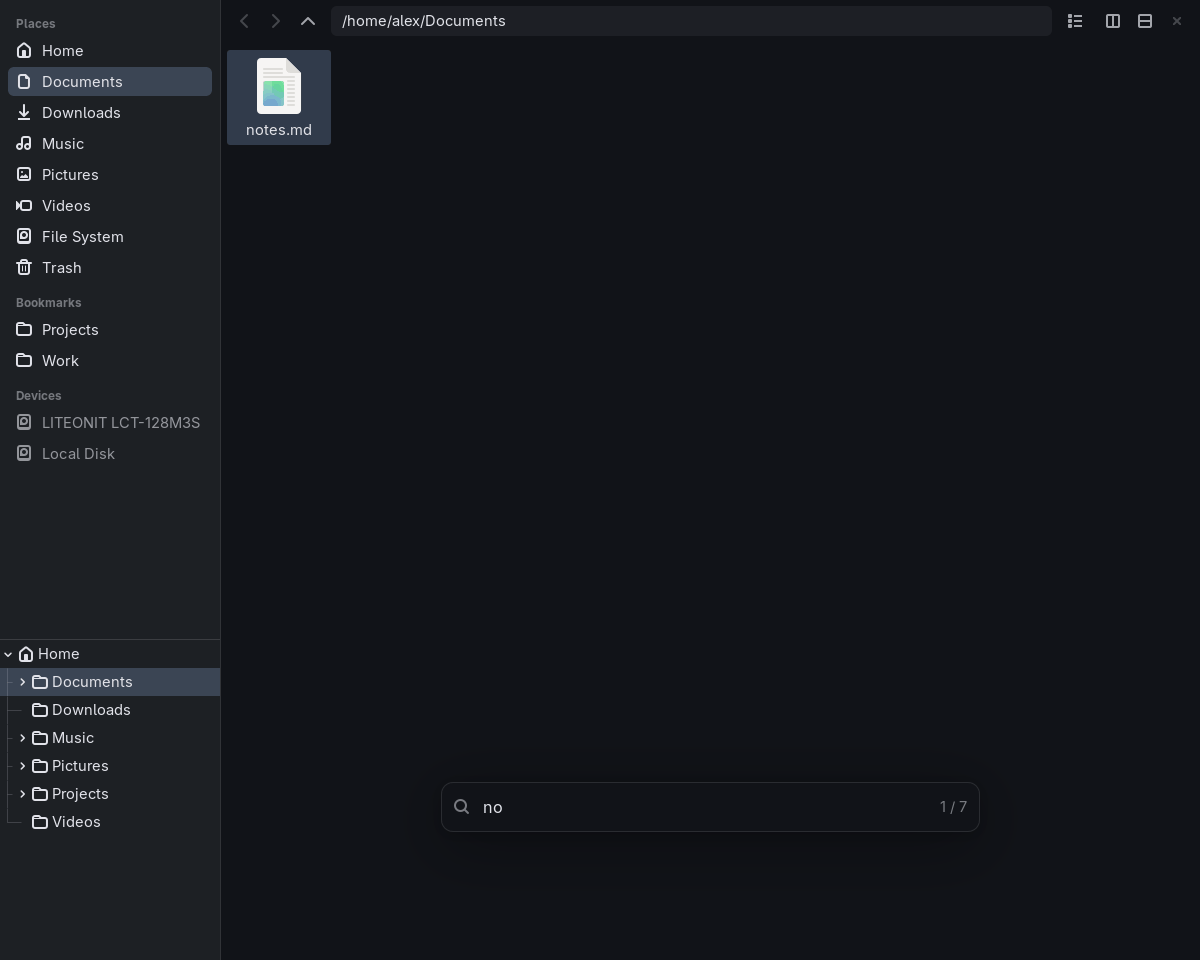 Places
Home
Documents
Downloads
Music
Pictures
Videos
File System
Trash
Bookmarks
Projects
Work
Devices
LITEONIT LCT-128M3S
Local Disk
Home
Documents
Downloads
Music
Pictures
Projects
Videos
/home/alex/Documents
notes.md
no
1 / 7